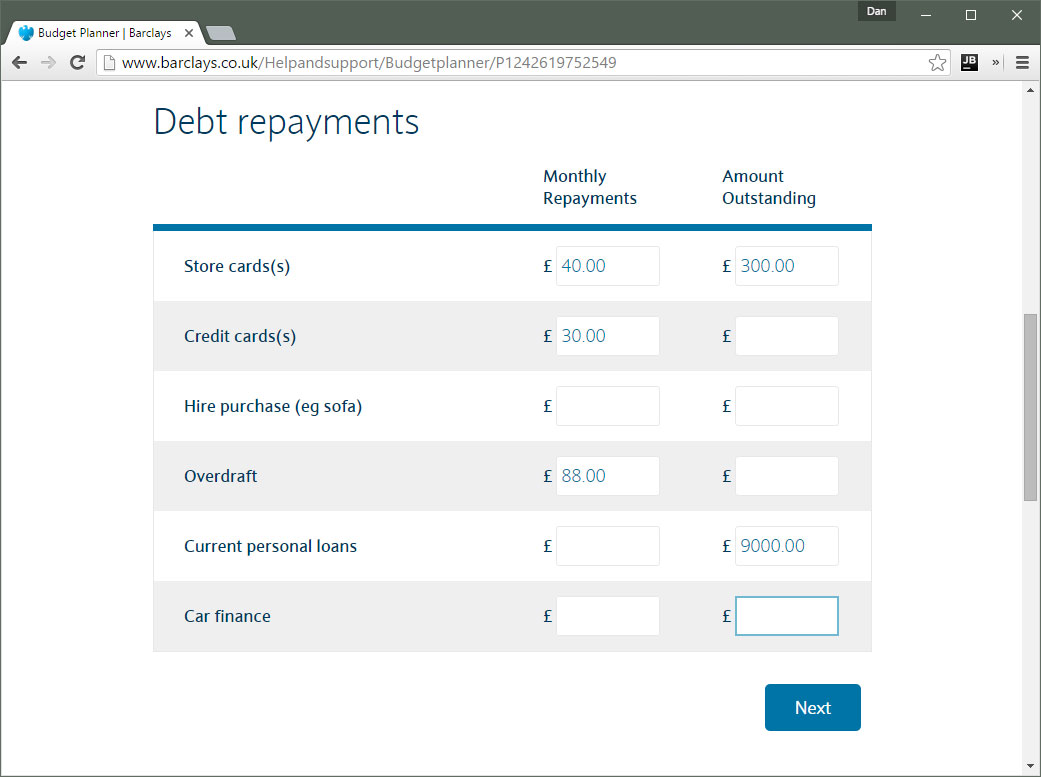 Dan
Budget Planner | Barclays
www.barclays.co.uk/Helpandsupport/Budgetplanner/P1242619752549
JB
»
Debt repayments
Monthly Repayments
Amount Outstanding
Store cards(s) £ 40.00 £ 300.00
Credit cards(s) £ 30.00 £
Hire purchase (eg sofa) £ £
Overdraft £ 88.00 £
Current personal loans £ £ 9000.00
Car finance £ £
Next